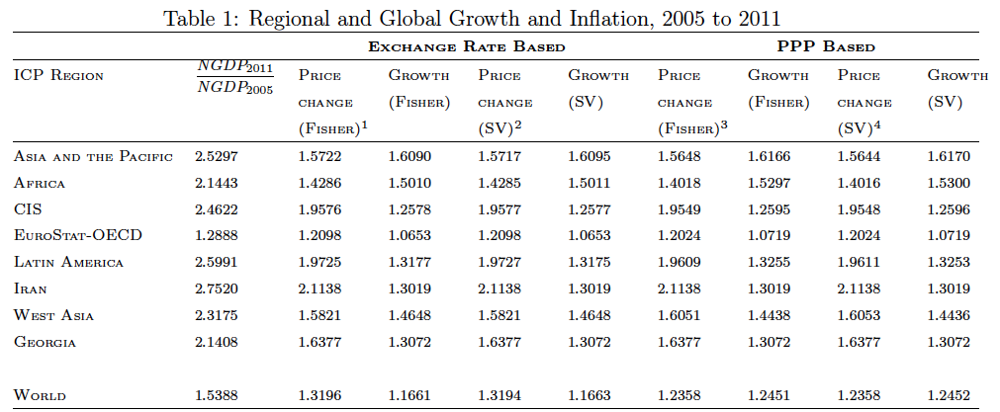 Table 1: Regional and Global Growth and Inflation, 2005 to 2011
Exchange Rate Based PPP Based
ICP Region NGDP2011 Price Growth Price Growth Price Growth Price Growth
NGDP2005 change (Fisher) change (SV) change (Fisher) change (SV)
(Fisher)1 (SV)2 (Fisher)3 (SV)4
Asia and the Pacific 2.5297 1.5722 1.6090 1.5717 1.6095 1.5648 1.6166 1.5644 1.6170
Africa 2.1443 1.4286 1.5010 1.4285 1.5011 1.4018 1.5297 1.4016 1.5300
CIS 2.4622 1.9576 1.2578 1.9577 1.2577 1.9549 1.2595 1.9548 1.2596
EuroStat-OECD 1.2888 1.2098 1.0653 1.2098 1.0653 1.2024 1.0719 1.2024 1.0719
Latin America 2.5991 1.9725 1.3177 1.9727 1.3175 1.9609 1.3255 1.9611 1.3253
Iran 2.7520 2.1138 1.3019 2.1138 1.3019 2.1138 1.3019 2.1138 1.3019
West Asia 2.3175 1.5821 1.4648 1.5821 1.4648 1.6051 1.4438 1.6053 1.4436
Georgia 2.1408 1.6377 1.3072 1.6377 1.3072 1.6377 1.3072 1.6377 1.3072
World 1.5388 1.3196 1.1661 1.3194 1.1663 1.2358 1.2451 1.2358 1.2452